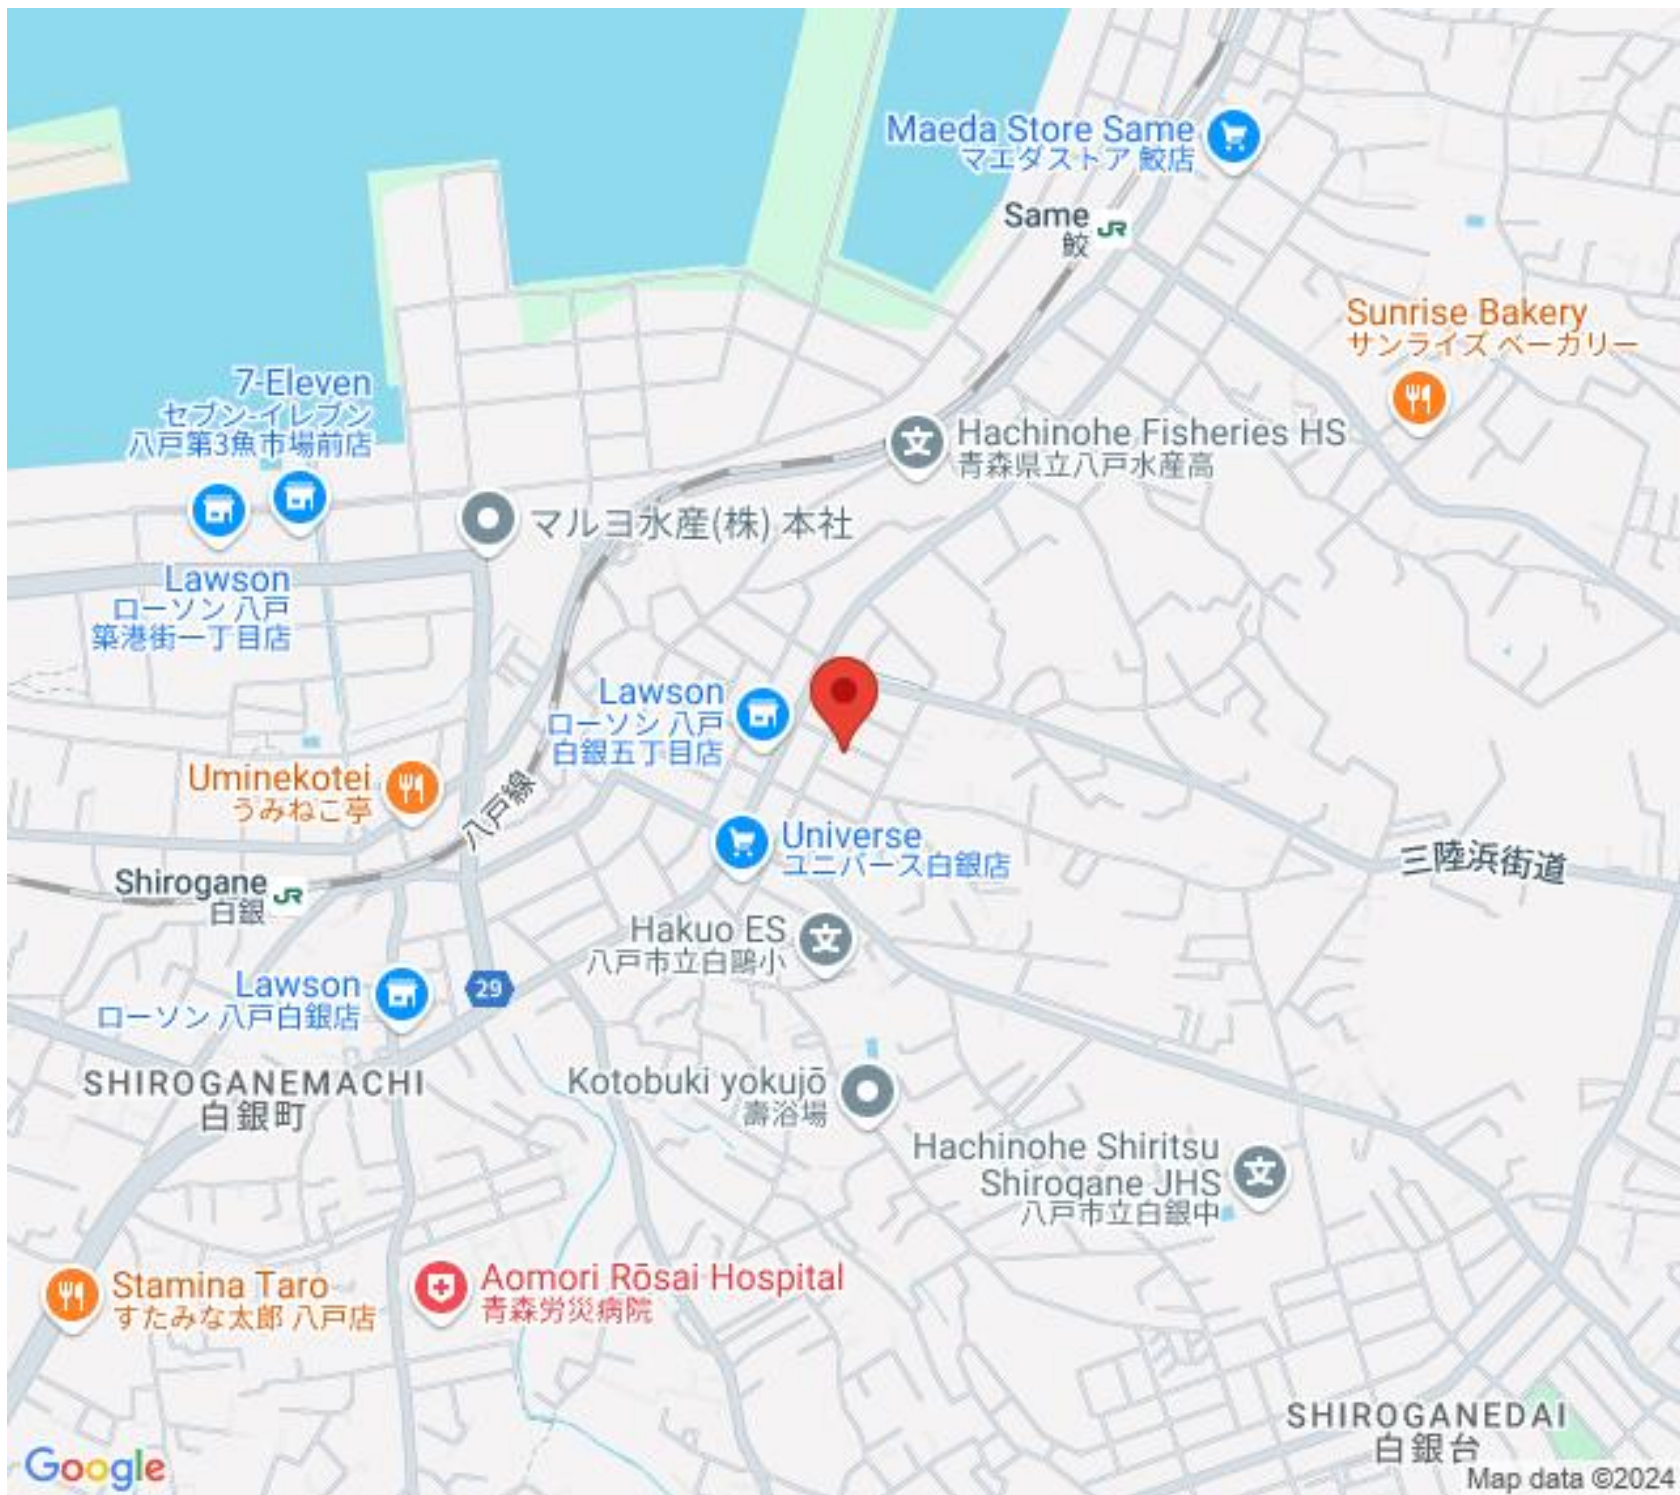 Maeda Store Same
マエダストア 鮫店
Same
鮫
Sunrise Bakery
サンライズ ベーカリー
7-Eleven
セブン-イレブン
八戸第3魚市場前店
Hachinohe Fisheries HS
青森県立八戸水産高
マルヨ水産(株) 本社
Lawson
ローソン 八戸
築港街一丁目店
Lawson
ローソン 八戸
白銀五丁目店
Uminekotei
うみねこ亭
八戸線
Universe
ユニバース白銀店
三陸浜街道
Shirogane
白銀
Hakuo ES
八戸市立白鷗小
Lawson
ローソン 八戸白銀店
29
SHIROGANEMACHI
白銀町
Kotobuki yokujō
壽浴場
Hachinohe Shiritsu
Shirogane JHS
八戸市立白銀中
Stamina Taro
すたみな太郎 八戸店
Aomori Rōsai Hospital
青森労災病院
SHIROGANEDAI
白銀台
Google
Map data ©2024